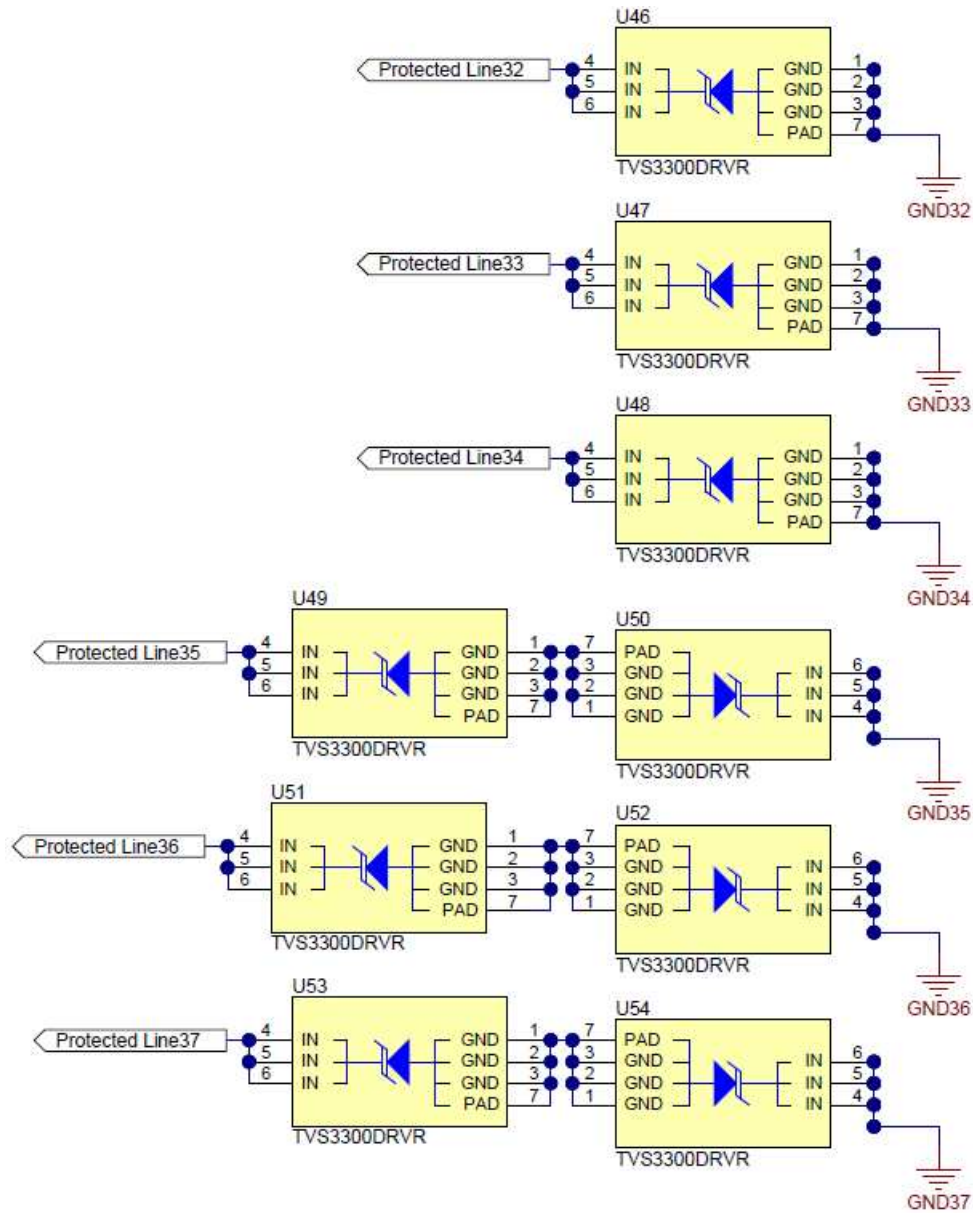 U46
Protected Line32
4 IN GND 1
5 IN GND 2
6 IN GND 3
PAD 7
TVS3300DRVR
GND32
U47
Protected Line33
4 IN GND 1
5 IN GND 2
6 IN GND 3
PAD 7
TVS3300DRVR
GND33
U48
Protected Line34
4 IN GND 1
5 IN GND 2
6 IN GND 3
PAD 7
TVS3300DRVR
GND34
U49
Protected Line35
4 IN GND 1
5 IN GND 2
6 IN GND 3
PAD 7
TVS3300DRVR
U50
7 PAD
3 GND IN 6
2 GND IN 5
1 GND IN 4
TVS3300DRVR
GND35
U51
Protected Line36
4 IN GND 1
5 IN GND 2
6 IN GND 3
PAD 7
TVS3300DRVR
U52
7 PAD
3 GND IN 6
2 GND IN 5
1 GND IN 4
TVS3300DRVR
GND36
U53
Protected Line37
4 IN GND 1
5 IN GND 2
6 IN GND 3
PAD 7
TVS3300DRVR
U54
7 PAD
3 GND IN 6
2 GND IN 5
1 GND IN 4
TVS3300DRVR
GND37